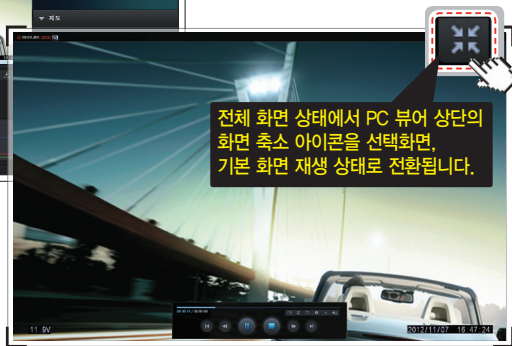 지도
전체 화면 상태에서 PC 뷰어 상단의
화면 축소 아이콘을 선택화면,
기본 화면 재생 상태로 전환됩니다.
11.9V
2012/11/07 16:47:24